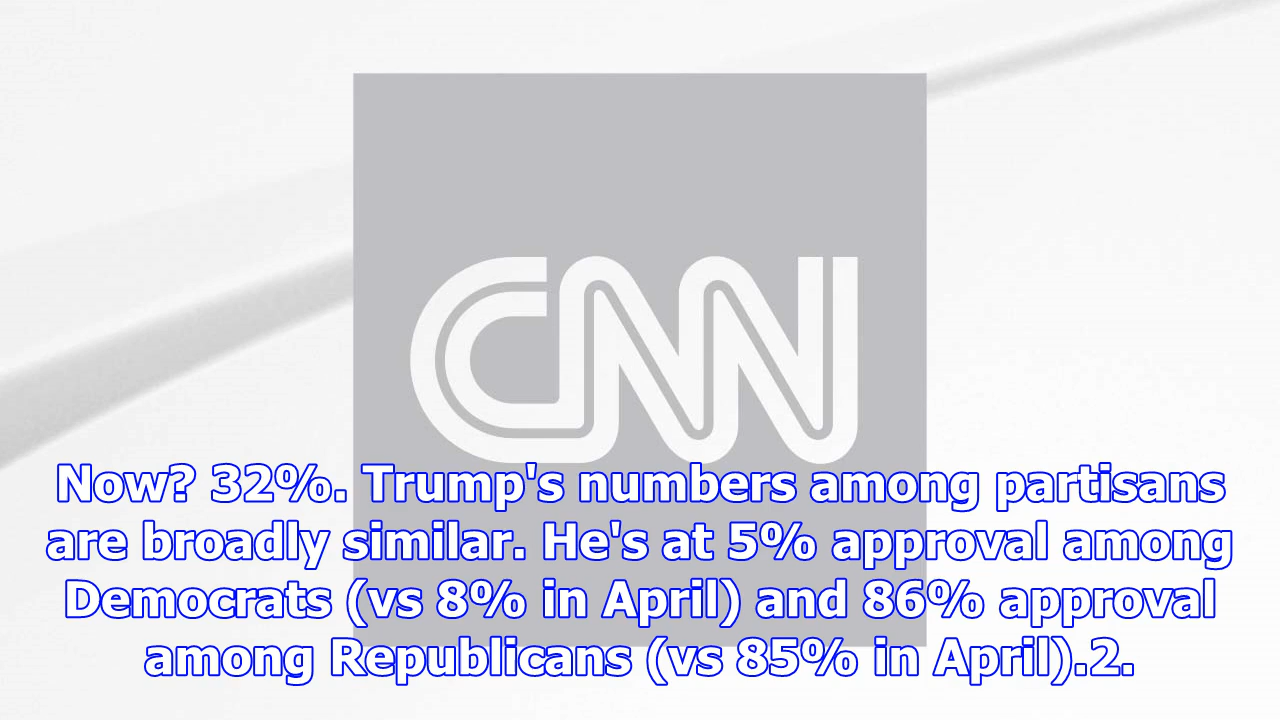 CNN
Now? 32%. Trump's numbers among partisans
are broadly similar. He's at 5% approval among
Democrats (vs 8% in April) and 86% approval
among Republicans (vs 85% in April).2.